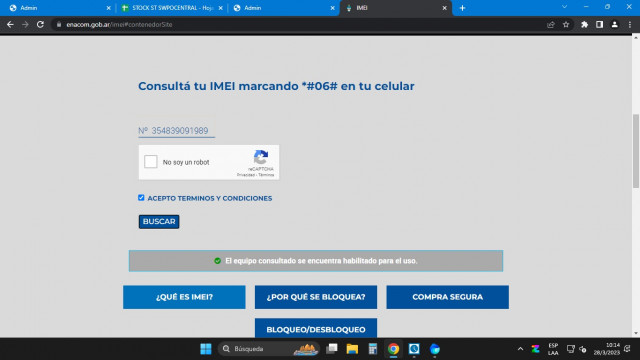 Admin
STOCK ST SWPOCENTRAL - Hoja
Admin
IMEI
enacom.gob.ar/imei#contenedorSite
Consultá tu IMEI marcando *#06# en tu celular
Nº 354839091989
No soy un robot
reCAPTCHA
Privacidad - Términos
ACEPTO TERMINOS Y CONDICIONES
BUSCAR
El equipo consultado se encuentra habilitado para el uso.
¿QUÉ ES IMEI?
¿POR QUÉ SE BLOQUEA?
COMPRA SEGURA
BLOQUEO/DESBLOQUEO
Búsqueda
ESP
LAA
10:14
28/3/2023